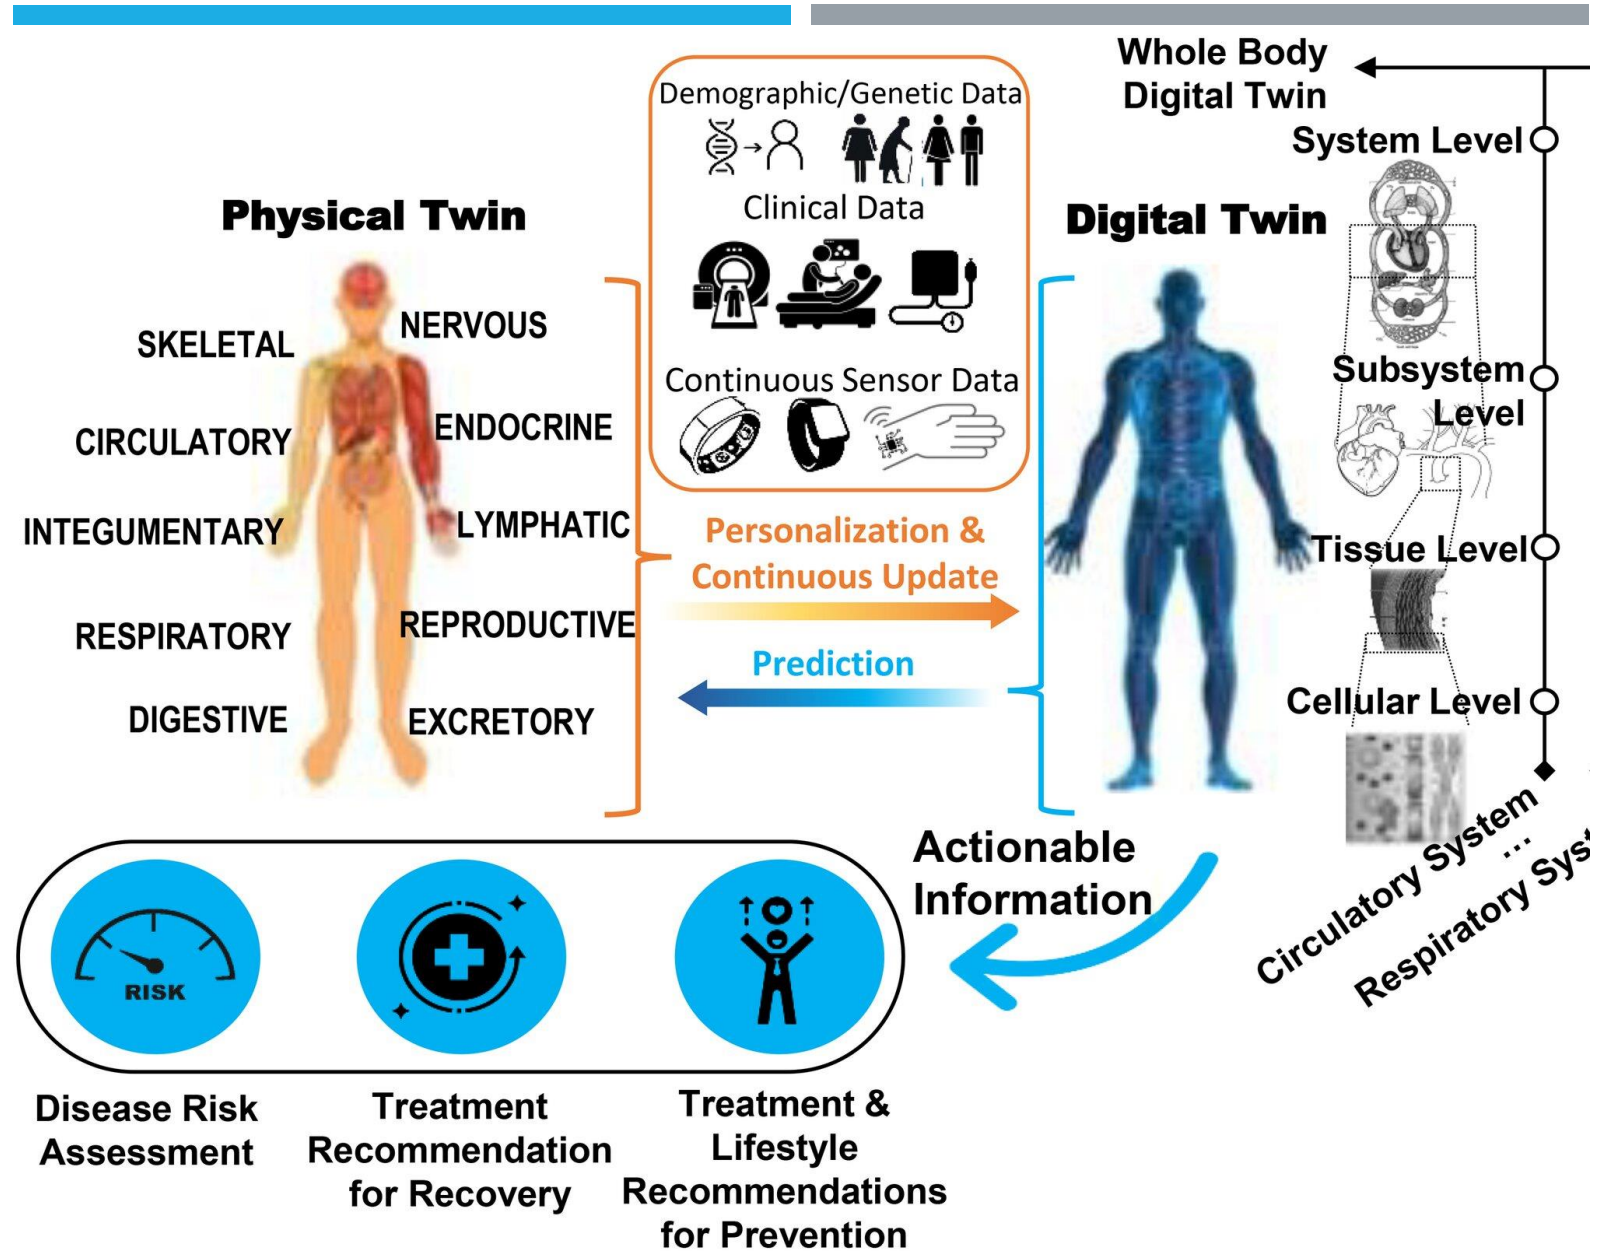 Whole Body
Digital Twin
Demographic/Genetic Data
System Level
Clinical Data
Physical Twin
Digital Twin
SKELETAL
NERVOUS
Subsystem
Level
Continuous Sensor Data
CIRCULATORY
ENDOCRINE
INTEGUMENTARY
LYMPHATIC
Personalization &
Continuous Update
Tissue Level
RESPIRATORY
REPRODUCTIVE
Prediction
Cellular Level
DIGESTIVE
EXCRETORY
Circulatory System
...
Respiratory Syst
Actionable
Information
RISK
Disease Risk
Assessment
Treatment
Recommendation
for Recovery
Treatment &
Lifestyle
Recommendations
for Prevention